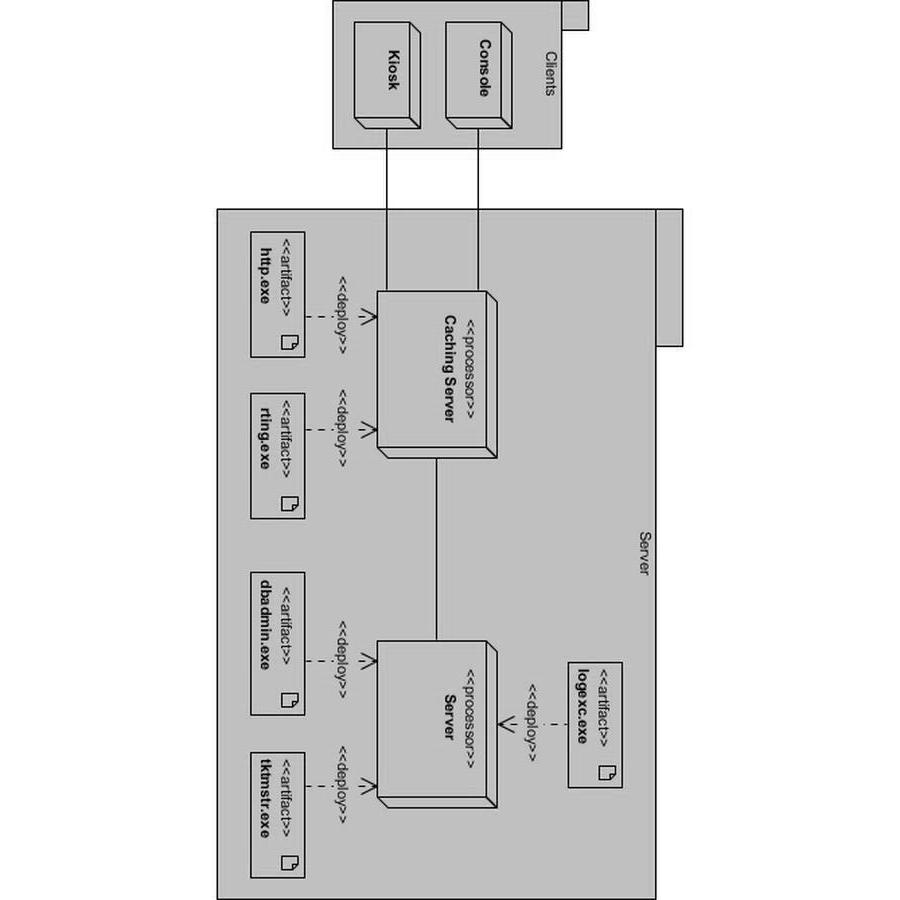 Clients
Console
Kiosk
Server
<<artifact>>
logexc.exe
<<deploy>>
<<processor>>
Caching Server
<<processor>>
Server
<<deploy>>
<<deploy>>
<<deploy>>
<<deploy>>
<<artifact>>
http.exe
<<artifact>>
rting.exe
<<artifact>>
dbadmin.exe
<<artifact>>
tktmstr.exe